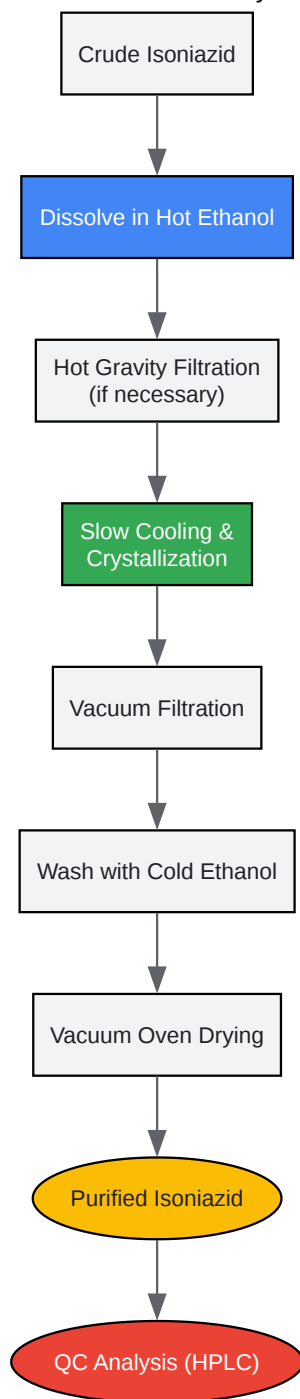 Crude Isoniazid
Dissolve in Hot Ethanol
Hot Gravity Filtration
(if necessary)
Slow Cooling &
Crystallization
Vacuum Filtration
Wash with Cold Ethanol
Vacuum Oven Drying
Purified Isoniazid
QC Analysis (HPLC)